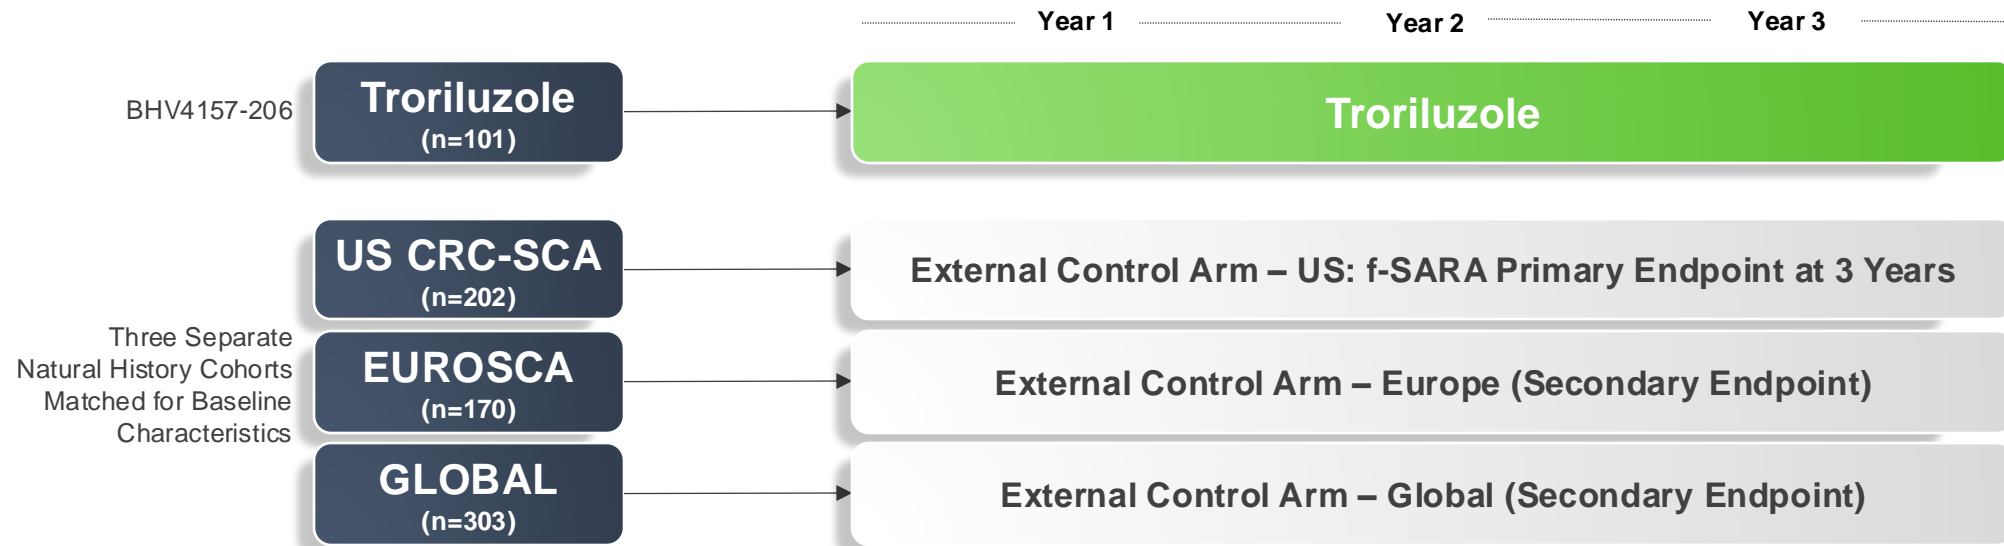 Year 1 Year 2 Year 3
BHV4157-206
Troriluzole
(n=101)
Troriluzole
Three Separate
Natural History Cohorts
Matched for Baseline
Characteristics
US CRC-SCA
(n=202)
External Control Arm – US: f-SARA Primary Endpoint at 3 Years
EUROSCA
(n=170)
External Control Arm – Europe (Secondary Endpoint)
GLOBAL
(n=303)
External Control Arm – Global (Secondary Endpoint)